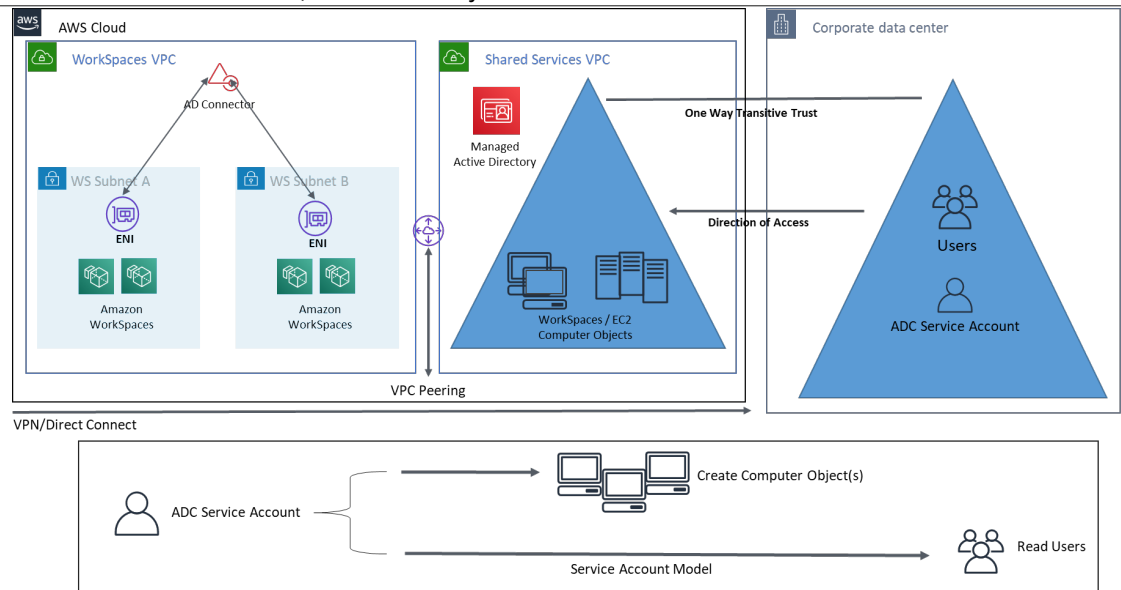 aws
AWS Cloud
Corporate data center
WorkSpaces VPC
Shared Services VPC
AD Connector
One Way Transitive Trust
Managed
Active Directory
WS Subnet A
WS Subnet B
Direction of Access
ENI
ENI
Users
Amazon
WorkSpaces
Amazon
WorkSpaces
WorkSpaces / EC2
Computer Objects
ADC Service Account
VPC Peering
VPN/Direct Connect
Create Computer Object(s)
ADC Service Account
Read Users
Service Account Model